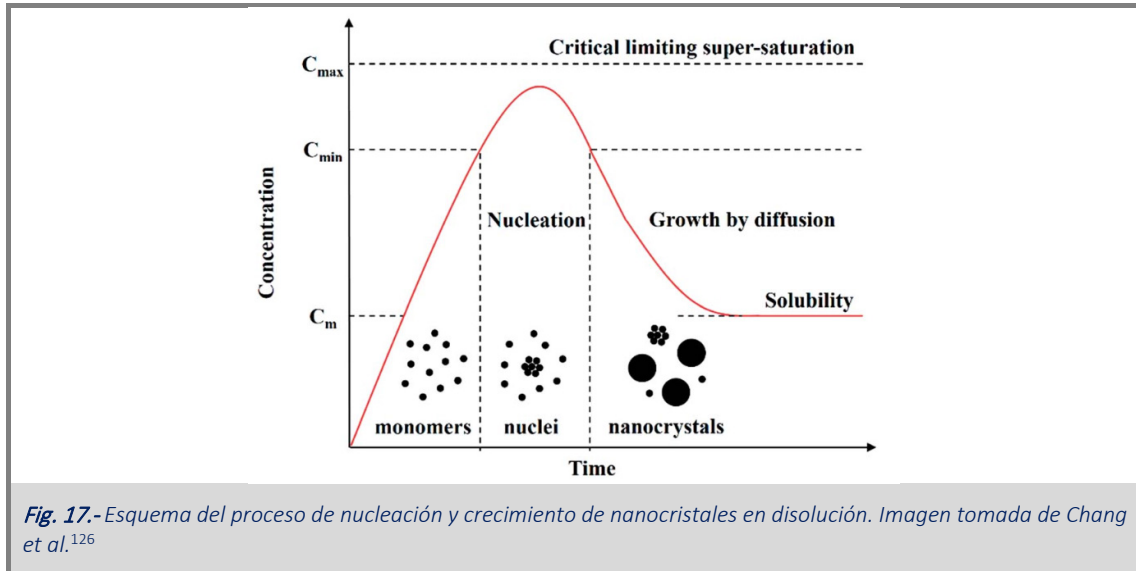 Critical limiting super-saturation
Cmax
Cmin
Concentration
Nucleation
Growth by diffusion
Solubility
Cm
monomers
nuclei
nanocrystals
Time
Fig. 17.- Esquema del proceso de nucleación y crecimiento de nanocristales en disolución. Imagen tomada de Chang
et al.126